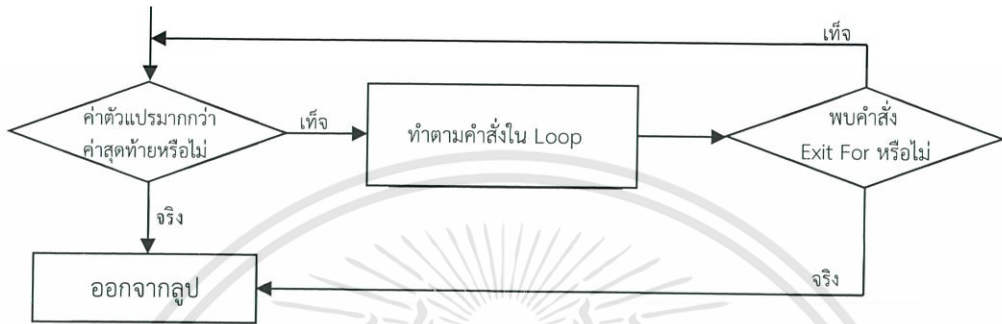 เท็จ
ค่าตัวแปรมากกว่า
ค่าสุดท้ายหรือไม่
เท็จ
ทำตามคำสั่งใน Loop
พบคำสั่ง
Exit For หรือไม่
จริง
ออกจากลูป
จริง